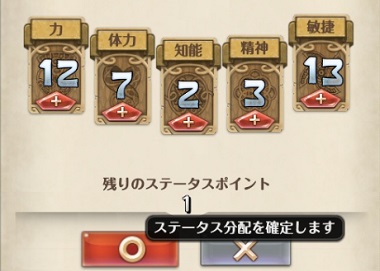 力 体力 知能 精神 敏捷
12 7 2 3 13
+ + + + +
残りのステータスポイント
1
ステータス分配を確定します